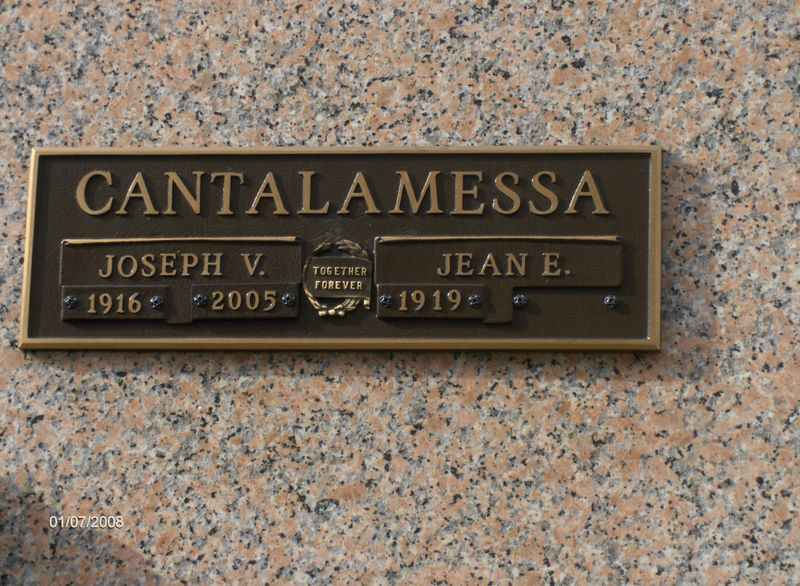 CANTALAMESSA
JOSEPH V.
1916 2005
TOGETHER
FOREVER
JEAN E.
1919
01/07/2008